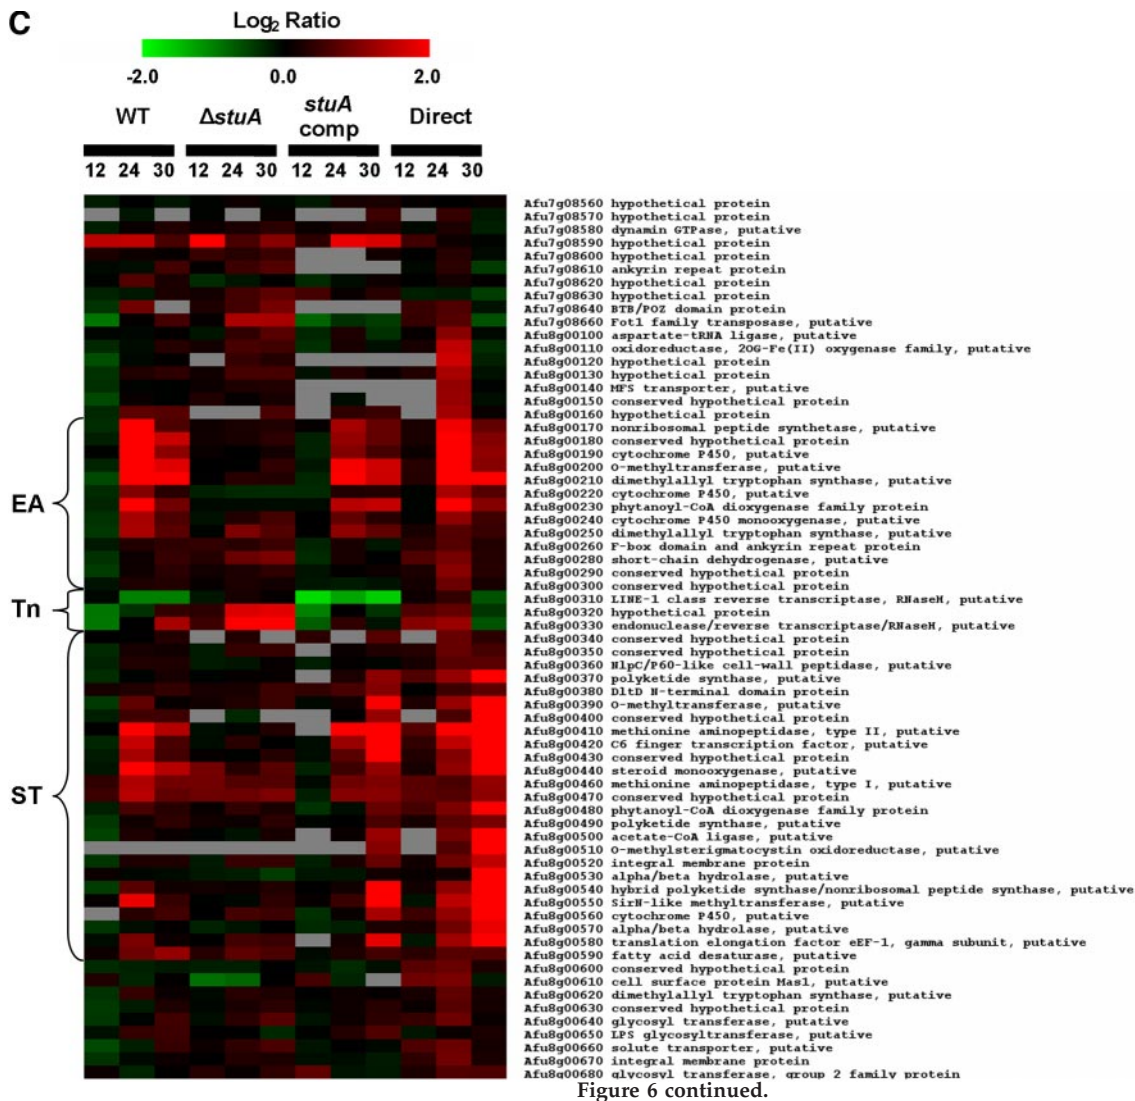 C
Log2 Ratio
-2.0 0.0 2.0
WT ΔstuA stuA comp Direct
12 24 30 12 24 30 12 24 30 12 24 30
Afu7g08560 hypothetical protein
Afu7g08570 hypothetical protein
Afu7g08580 dynamin GTPase, putative
Afu7g08590 hypothetical protein
Afu7g08600 hypothetical protein
Afu7g08610 ankyrin repeat protein
Afu7g08620 hypothetical protein
Afu7g08630 hypothetical protein
Afu7g08640 BTB/POZ domain protein
Afu7g08660 Fot1 family transposase, putative
Afu8g00100 aspartate-tRNA ligase, putative
Afu8g00110 oxidoreductase, 2OG-Fe(II) oxygenase family, putative
Afu8g00120 hypothetical protein
Afu8g00130 hypothetical protein
Afu8g00140 MFS transporter, putative
Afu8g00150 conserved hypothetical protein
Afu8g00160 hypothetical protein
Afu8g00170 nonribosomal peptide synthetase, putative
Afu8g00180 conserved hypothetical protein
Afu8g00190 cytochrome P450, putative
Afu8g00200 O-methyltransferase, putative
Afu8g00210 dimethylallyl tryptophan synthase, putative
Afu8g00220 cytochrome P450, putative
EA
Afu8g00230 phytanoyl-CoA dioxygenase family protein
Afu8g00240 cytochrome P450 monooxygenase, putative
Afu8g00250 dimethylallyl tryptophan synthase, putative
Afu8g00260 F-box domain and ankyrin repeat protein
Afu8g00280 short-chain dehydrogenase, putative
Afu8g00290 conserved hypothetical protein
Afu8g00300 conserved hypothetical protein
Afu8g00310 LINE-1 class reverse transcriptase, RNaseH, putative
Tn
Afu8g00320 hypothetical protein
Afu8g00330 endonuclease/reverse transcriptase/RNaseH, putative
Afu8g00340 conserved hypothetical protein
Afu8g00350 conserved hypothetical protein
Afu8g00360 NlpC/P60-like cell-wall peptidase, putative
Afu8g00370 polyketide synthase, putative
Afu8g00380 DltD N-terminal domain protein
Afu8g00390 O-methyltransferase, putative
Afu8g00400 conserved hypothetical protein
Afu8g00410 methionine aminopeptidase, type II, putative
Afu8g00420 C6 finger transcription factor, putative
Afu8g00430 conserved hypothetical protein
Afu8g00440 steroid monooxygenase, putative
Afu8g00460 methionine aminopeptidase, type I, putative
ST
Afu8g00470 conserved hypothetical protein
Afu8g00480 phytanoyl-CoA dioxygenase family protein
Afu8g00490 polyketide synthase, putative
Afu8g00500 acetate-CoA ligase, putative
Afu8g00510 O-methylsterigmatocystin oxidoreductase, putative
Afu8g00520 integral membrane protein
Afu8g00530 alpha/beta hydrolase, putative
Afu8g00540 hybrid polyketide synthase/nonribosomal peptide synthase, putative
Afu8g00550 SirN-like methyltransferase, putative
Afu8g00560 cytochrome P450, putative
Afu8g00570 alpha/beta hydrolase, putative
Afu8g00580 translation elongation factor eEF-1, gamma subunit, putative
Afu8g00590 fatty acid desaturase, putative
Afu8g00600 conserved hypothetical protein
Afu8g00610 cell surface protein Mas1, putative
Afu8g00620 dimethylallyl tryptophan synthase, putative
Afu8g00630 conserved hypothetical protein
Afu8g00640 glycosyl transferase, putative
Afu8g00650 LPS glycosyltransferase, putative
Afu8g00660 solute transporter, putative
Afu8g00670 integral membrane protein
Afu8g00680 glycosyl transferase, group 2 family protein
Figure 6 continued.